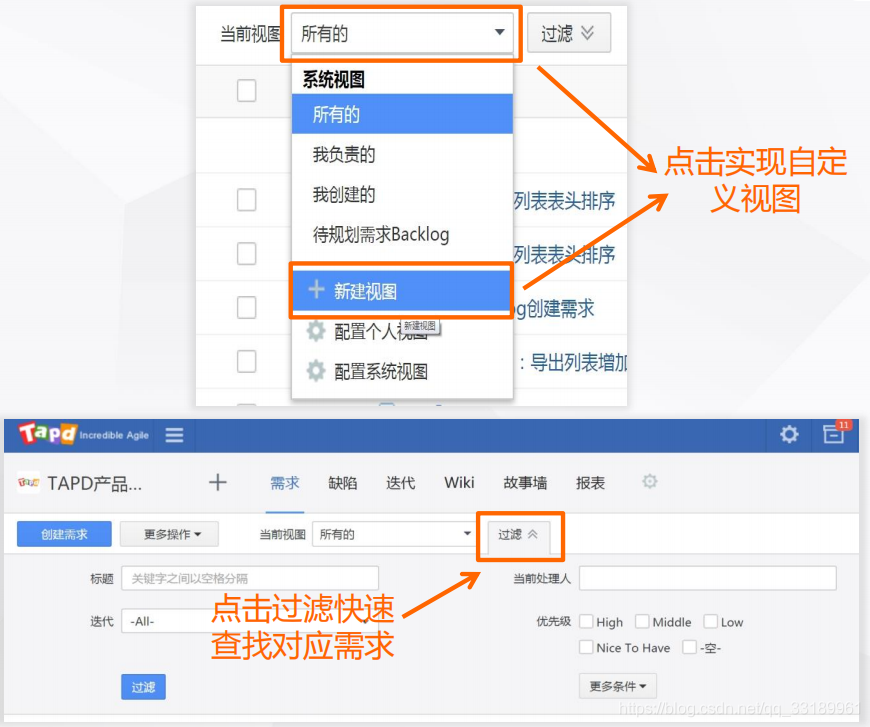 当前视图 所有的 过滤
系统视图
所有的
我负责的
点击实现自定
义视图
我创建的
列表表头排序
待规划需求Backlog
列表表头排序
新建视图
og创建需求
新建视图
配置个人视图
：导出列表增加
配置系统视图
Tapd Incredible Agile 11
TAPD产品... 需求 缺陷 迭代 Wiki 故事墙 报表
创建需求 更多操作 当前视图 所有的 过滤
标题 关键字之间以空格分隔 当前处理人
迭代 -All- 优先级 High Middle Low
点击过滤快速
查找对应需求
Nice To Have -空-
过滤 更多条件
https://blog.csdn.net/qq_33189961